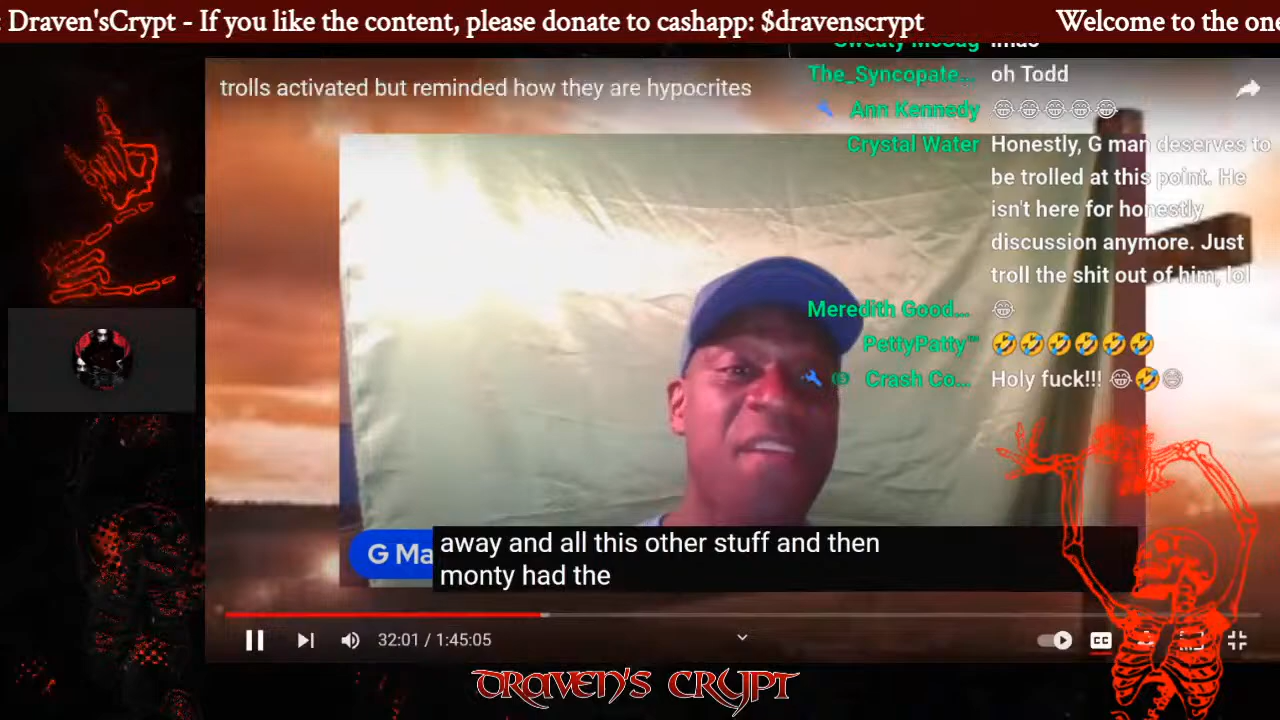 : Draven'sCrypt - If you like the content, please donate to cashapp: $dravenscrypt Welcome to the one
trolls activated but reminded how they are hypocrites
Sweaty McSag lmao
The_Syncopate... oh Todd
Ann Kennedy 😂😂😂😂😂
Crystal Water Honestly, G man deserves to
be trolled at this point. He
isn't here for honestly
discussion anymore. Just
troll the shit out of him, lol
Meredith Good... 😂
PettyPatty™ 🤣🤣🤣🤣🤣🤣
Crash Co... Holy fuck!!! 😂🤣😅
G Ma
away and all this other stuff and then
monty had the
32:01 / 1:45:05
CC
DRAVEN'S CRYPT